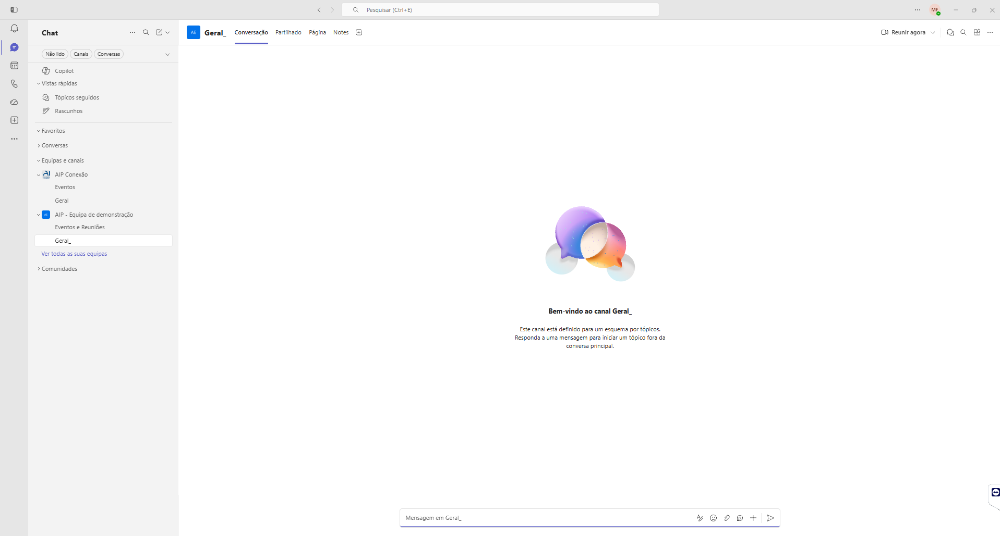 Pesquisar (Ctrl+E)
MF
Chat
Não lido Canais Conversas
Copilot
Vistas rápidas
Tópicos seguidos
Rascunhos
Favoritos
Conversas
Equipas e canais
AIP Conexão
Eventos
Geral
AE AIP - Equipa de demonstração
Eventos e Reuniões
Geral_
Ver todas as suas equipas
Comunidades
AE Geral_ Conversação Partilhado Página Notes
Reunir agora
Bem-vindo ao canal Geral_
Este canal está definido para um esquema por tópicos.
Responda a uma mensagem para iniciar um tópico fora da
conversa principal.
Mensagem em Geral_